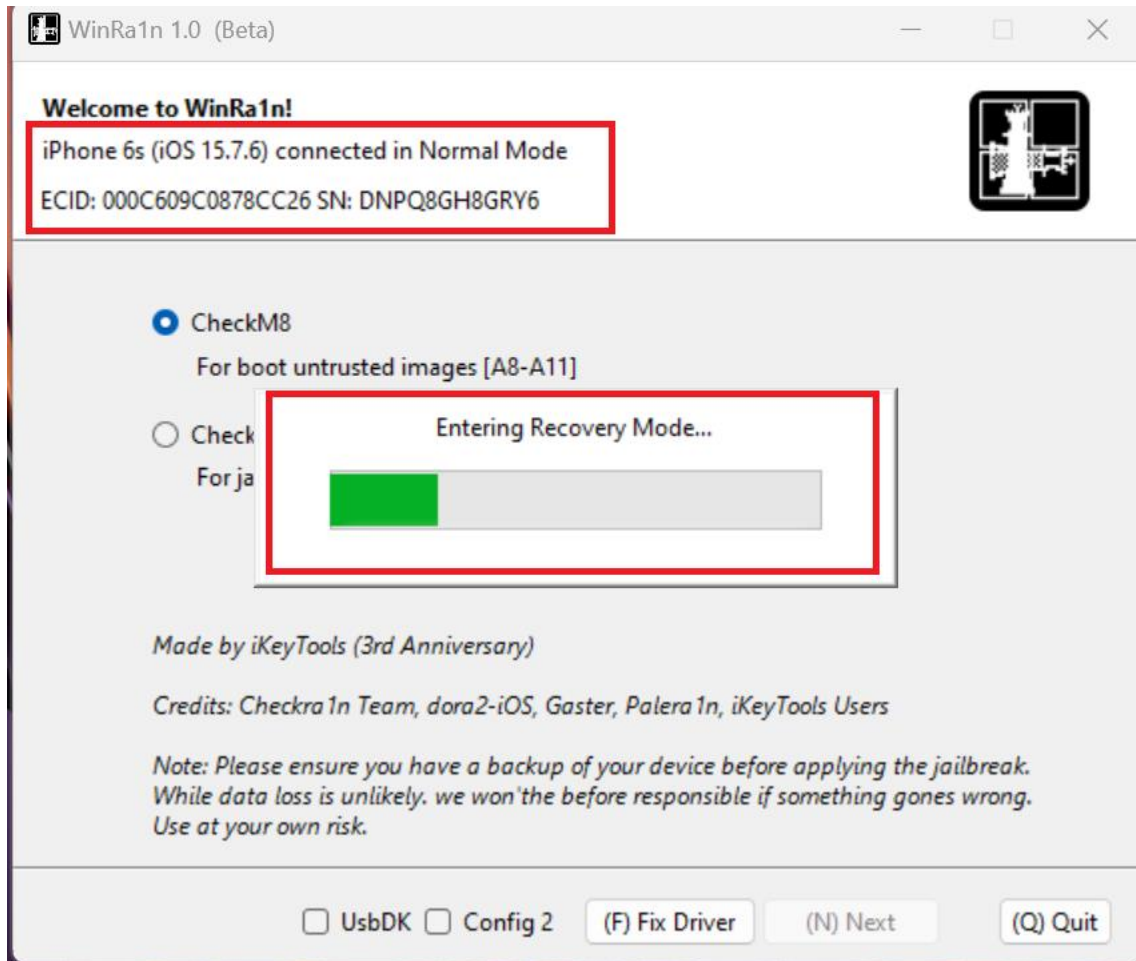 WinRa1n 1.0 (Beta)
Welcome to WinRa1n!
iPhone 6s (iOS 15.7.6) connected in Normal Mode
ECID: 000C609C0878CC26 SN: DNPQ8GH8GRY6
CheckM8
For boot untrusted images [A8-A11]
Check
For ja
Entering Recovery Mode...
Made by iKeyTools (3rd Anniversary)
Credits: Checkra1n Team, dora2-iOS, Gaster, Palera1n, iKeyTools Users
Note: Please ensure you have a backup of your device before applying the jailbreak.
While data loss is unlikely. we won'the before responsible if something gones wrong.
Use at your own risk.
UsbDK Config 2 (F) Fix Driver (N) Next (Q) Quit